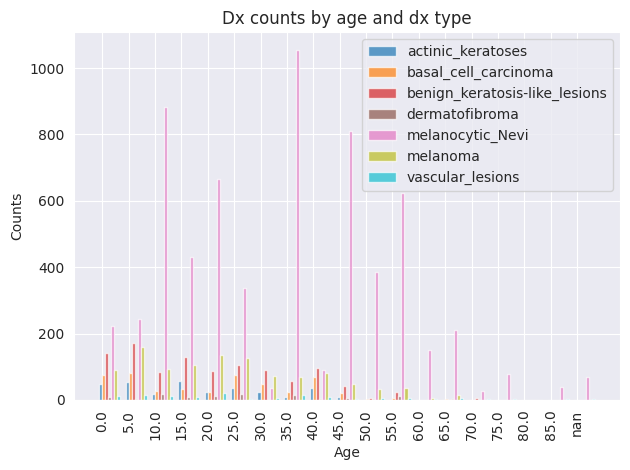 Dx counts by age and dx type
actinic_keratoses
basal_cell_carcinoma
benign_keratosis-like_lesions
dermatofibroma
melanocytic_Nevi
melanoma
vascular_lesions
1000
800
600
400
200
0
Counts
0.0
5.0
10.0
15.0
20.0
25.0
30.0
35.0
40.0
45.0
50.0
55.0
60.0
65.0
70.0
75.0
80.0
85.0
nan
Age